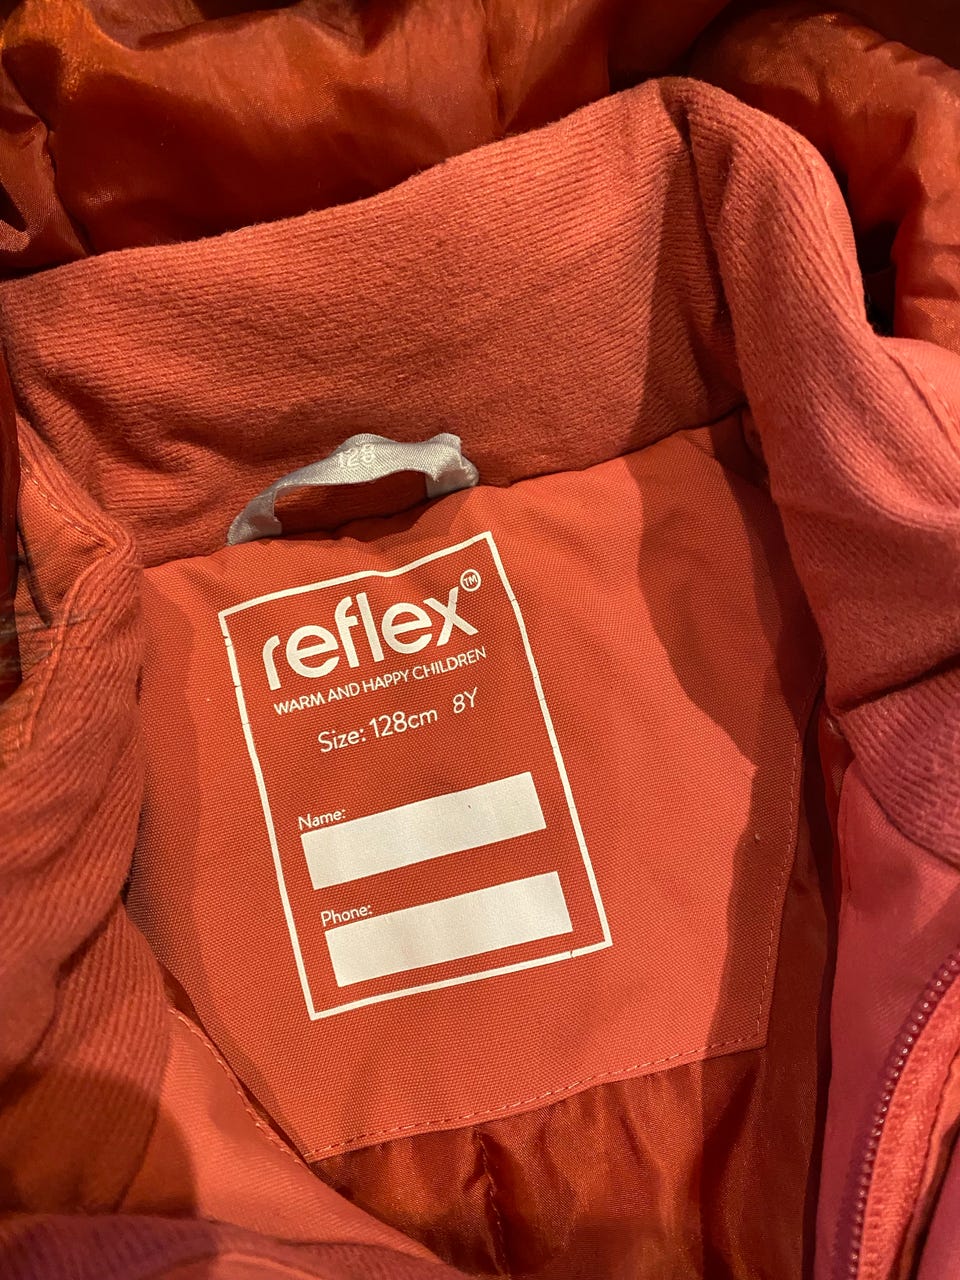 128
reflex™
WARM AND HAPPY CHILDREN
Size: 128cm 8Y
Name:
Phone: